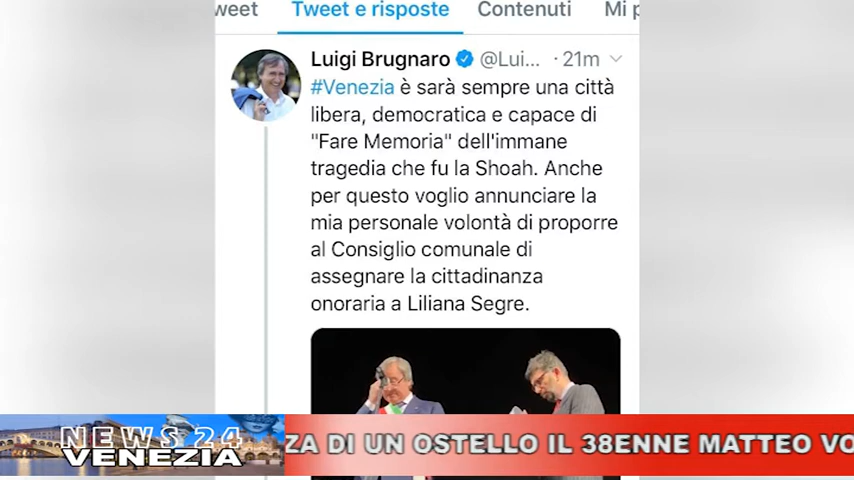 weet Tweet e risposte Contenuti Mi p
Luigi Brugnaro @Lui... · 21m
#Venezia è sarà sempre una città
libera, democratica e capace di
"Fare Memoria" dell'immane
tragedia che fu la Shoah. Anche
per questo voglio annunciare la
mia personale volontà di proporre
al Consiglio comunale di
assegnare la cittadinanza
onoraria a Liliana Segre.
NEWS 24
VENEZIA
ZA DI UN OSTELLO IL 38ENNE MATTEO VO